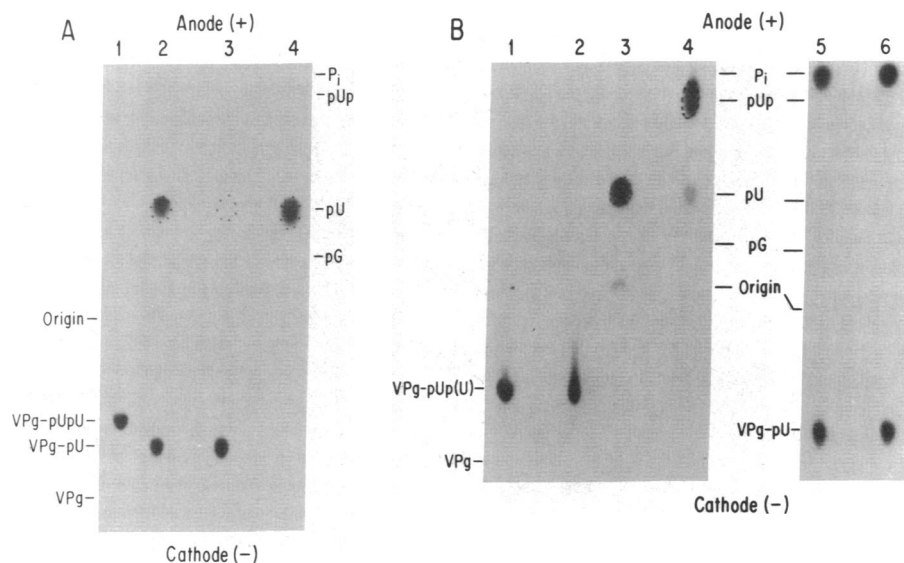 A
Anode (+)
1 2 3 4
Pi
pUp
pU
pG
Origin
VPg-pUpU
VPg-pU
VPg
Cathode (-)
B
Anode (+)
1 2 3 4 5 6
Pi
pUp
pU
pG
Origin
VPg-pUp(U)
VPg-pU
VPg
Cathode (-)